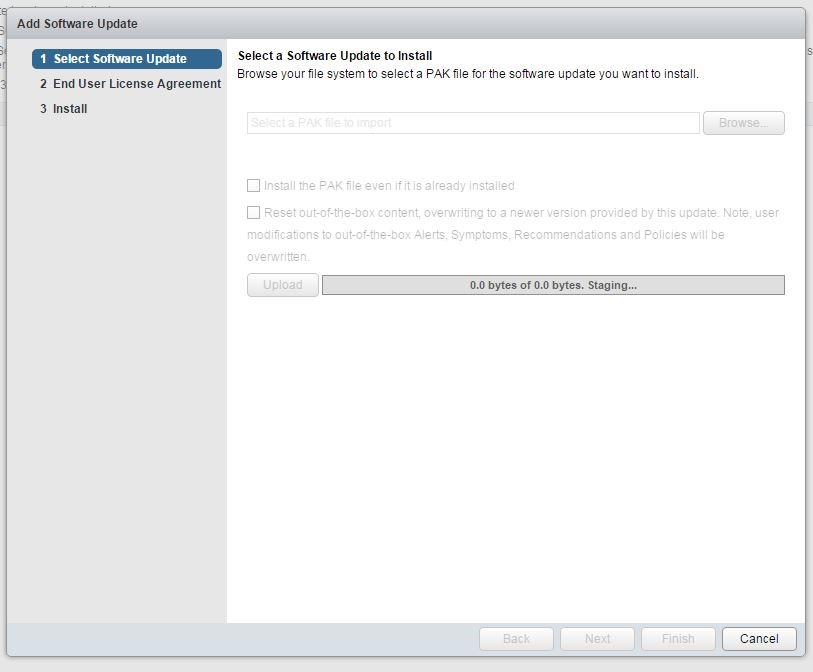 Add Software Update
1 Select Software Update
2 End User License Agreement
3 Install
Select a Software Update to Install
Browse your file system to select a PAK file for the software update you want to install.
Select a PAK file to import
Browse...
Install the PAK file even if it is already installed
Reset out-of-the-box content, overwriting to a newer version provided by this update. Note, user
modifications to out-of-the-box Alerts, Symptoms, Recommendations and Policies will be
overwritten.
Upload
0.0 bytes of 0.0 bytes. Staging...
Back
Next
Finish
Cancel